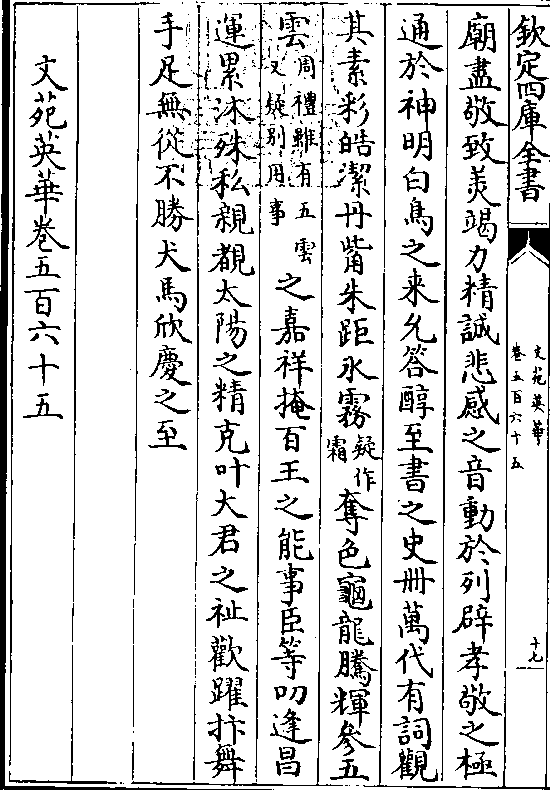 欽定四庫全書
文苑英華
卷五百六十五
十九
廟盡敬致美竭力精誠悲感之音動於列辟孝敬之極
通於神明白鳥之来允答醇至書之史冊萬代有詞觀
其素彩皓潔丹觜朱距氷霧疑作霜奪色龜龍騰輝參五
雲周禮雖有五雲又疑别用事之嘉祥掩百王之能事臣等叨逢昌
運累沐殊私親覩太陽之精克叶大君之祉歡躍抃舞
手足無從不勝犬馬欣慶之至
文苑英華卷五百六十五